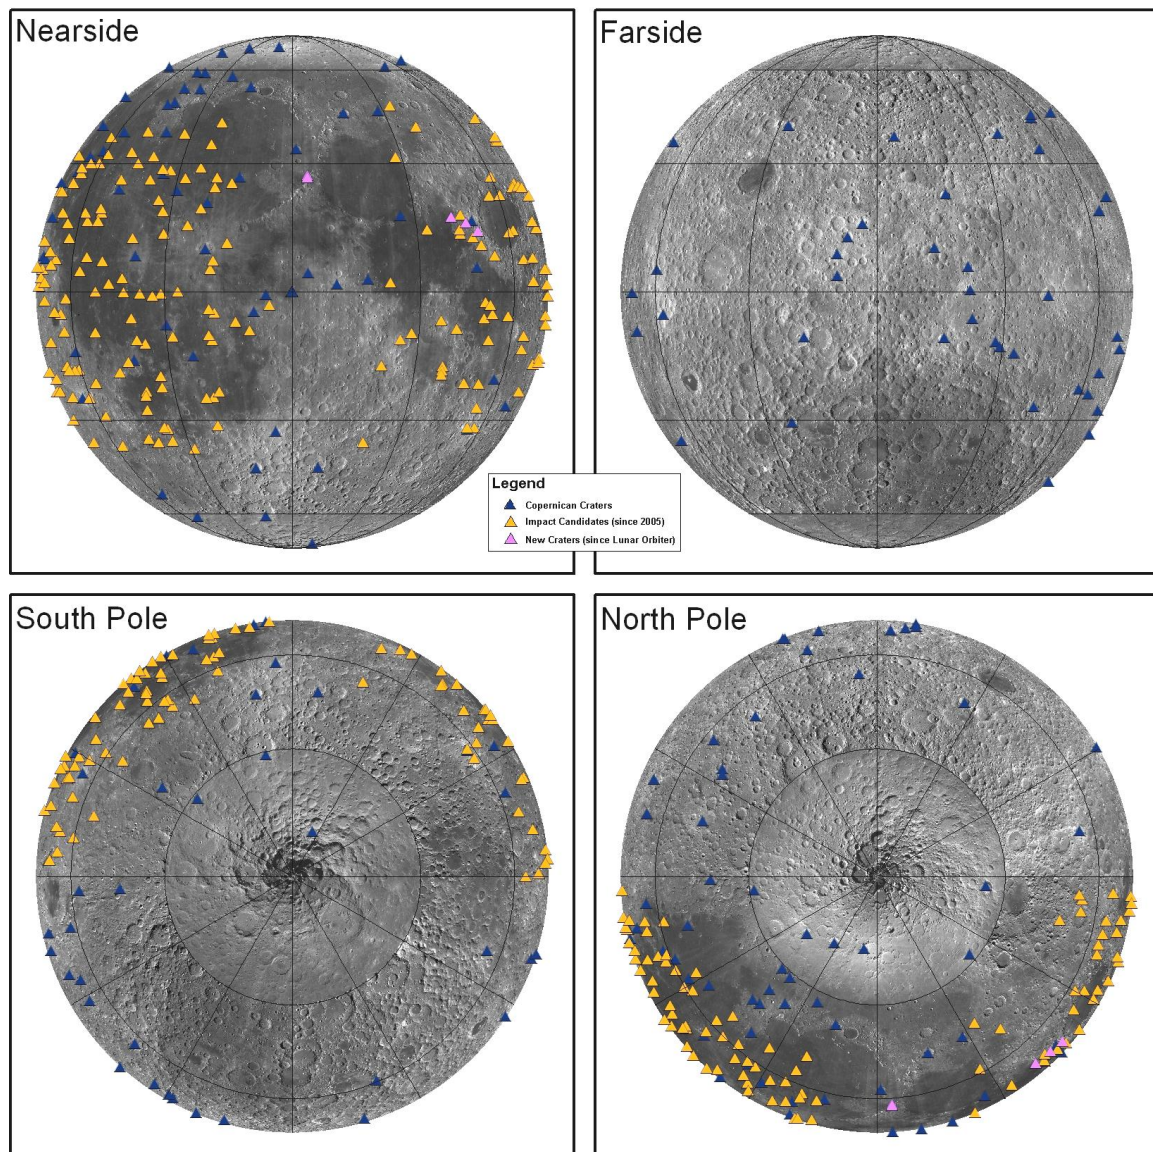 Nearside
Farside
Legend
Copernican Craters
Impact Candidates (since 2005)
New Craters (since Lunar Orbiter)
South Pole
North Pole